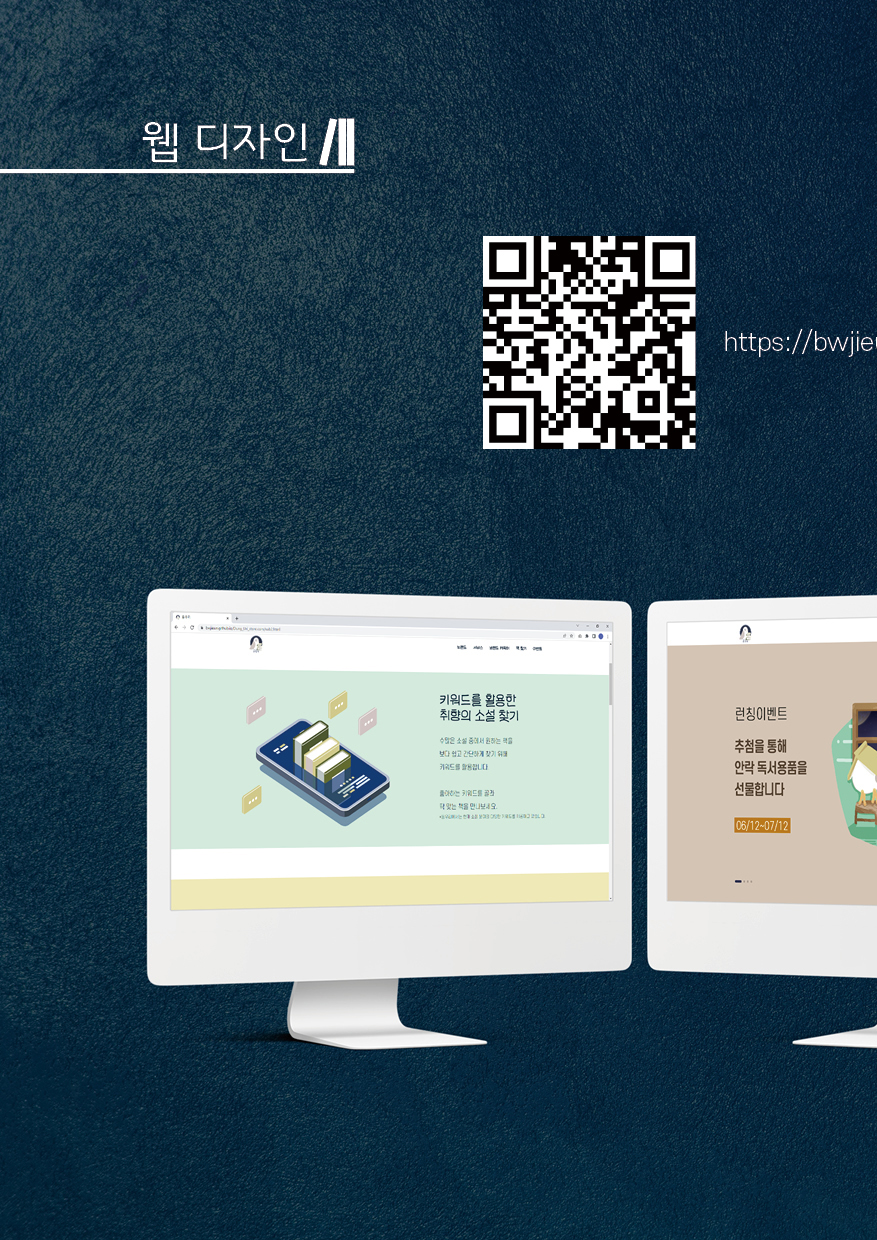 웹 디자인
https://bwjie
키워드를 활용한
취향의 소설 찾기
수많은 소설 중에서 원하는 책을
보다 쉽고 간단하게 찾기 위해
키워드를 활용합니다
좋아하는 키워드를 골라
딱 맞는 책을 만나보세요.
런칭이벤트
추첨을 통해
안락 독서용품을
선물합니다
06/12~07/12